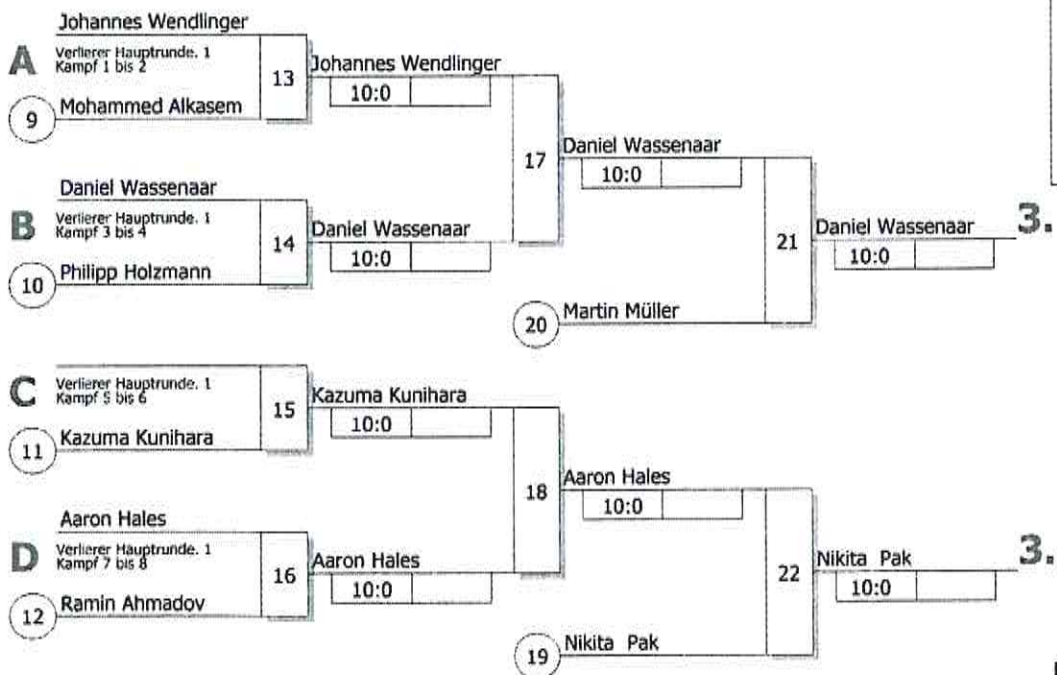 Johannes Wendlinger
A
Verlierer Hauptrunde. 1
Kampf 1 bis 2
13
Johannes Wendlinger
10:0
9
Mohammed Alkasem
17
Daniel Wassenaar
10:0
Daniel Wassenaar
B
Verlierer Hauptrunde. 1
Kampf 3 bis 4
14
Daniel Wassenaar
10:0
10
Philipp Holzmann
21
Daniel Wassenaar
10:0
3.
20
Martin Müller
C
Verlierer Hauptrunde. 1
Kampf 5 bis 6
15
Kazuma Kunihara
10:0
11
Kazuma Kunihara
18
Aaron Hales
10:0
Aaron Hales
D
Verlierer Hauptrunde. 1
Kampf 7 bis 8
16
Aaron Hales
10:0
12
Ramin Ahmadov
22
Nikita Pak
10:0
3.
19
Nikita Pak